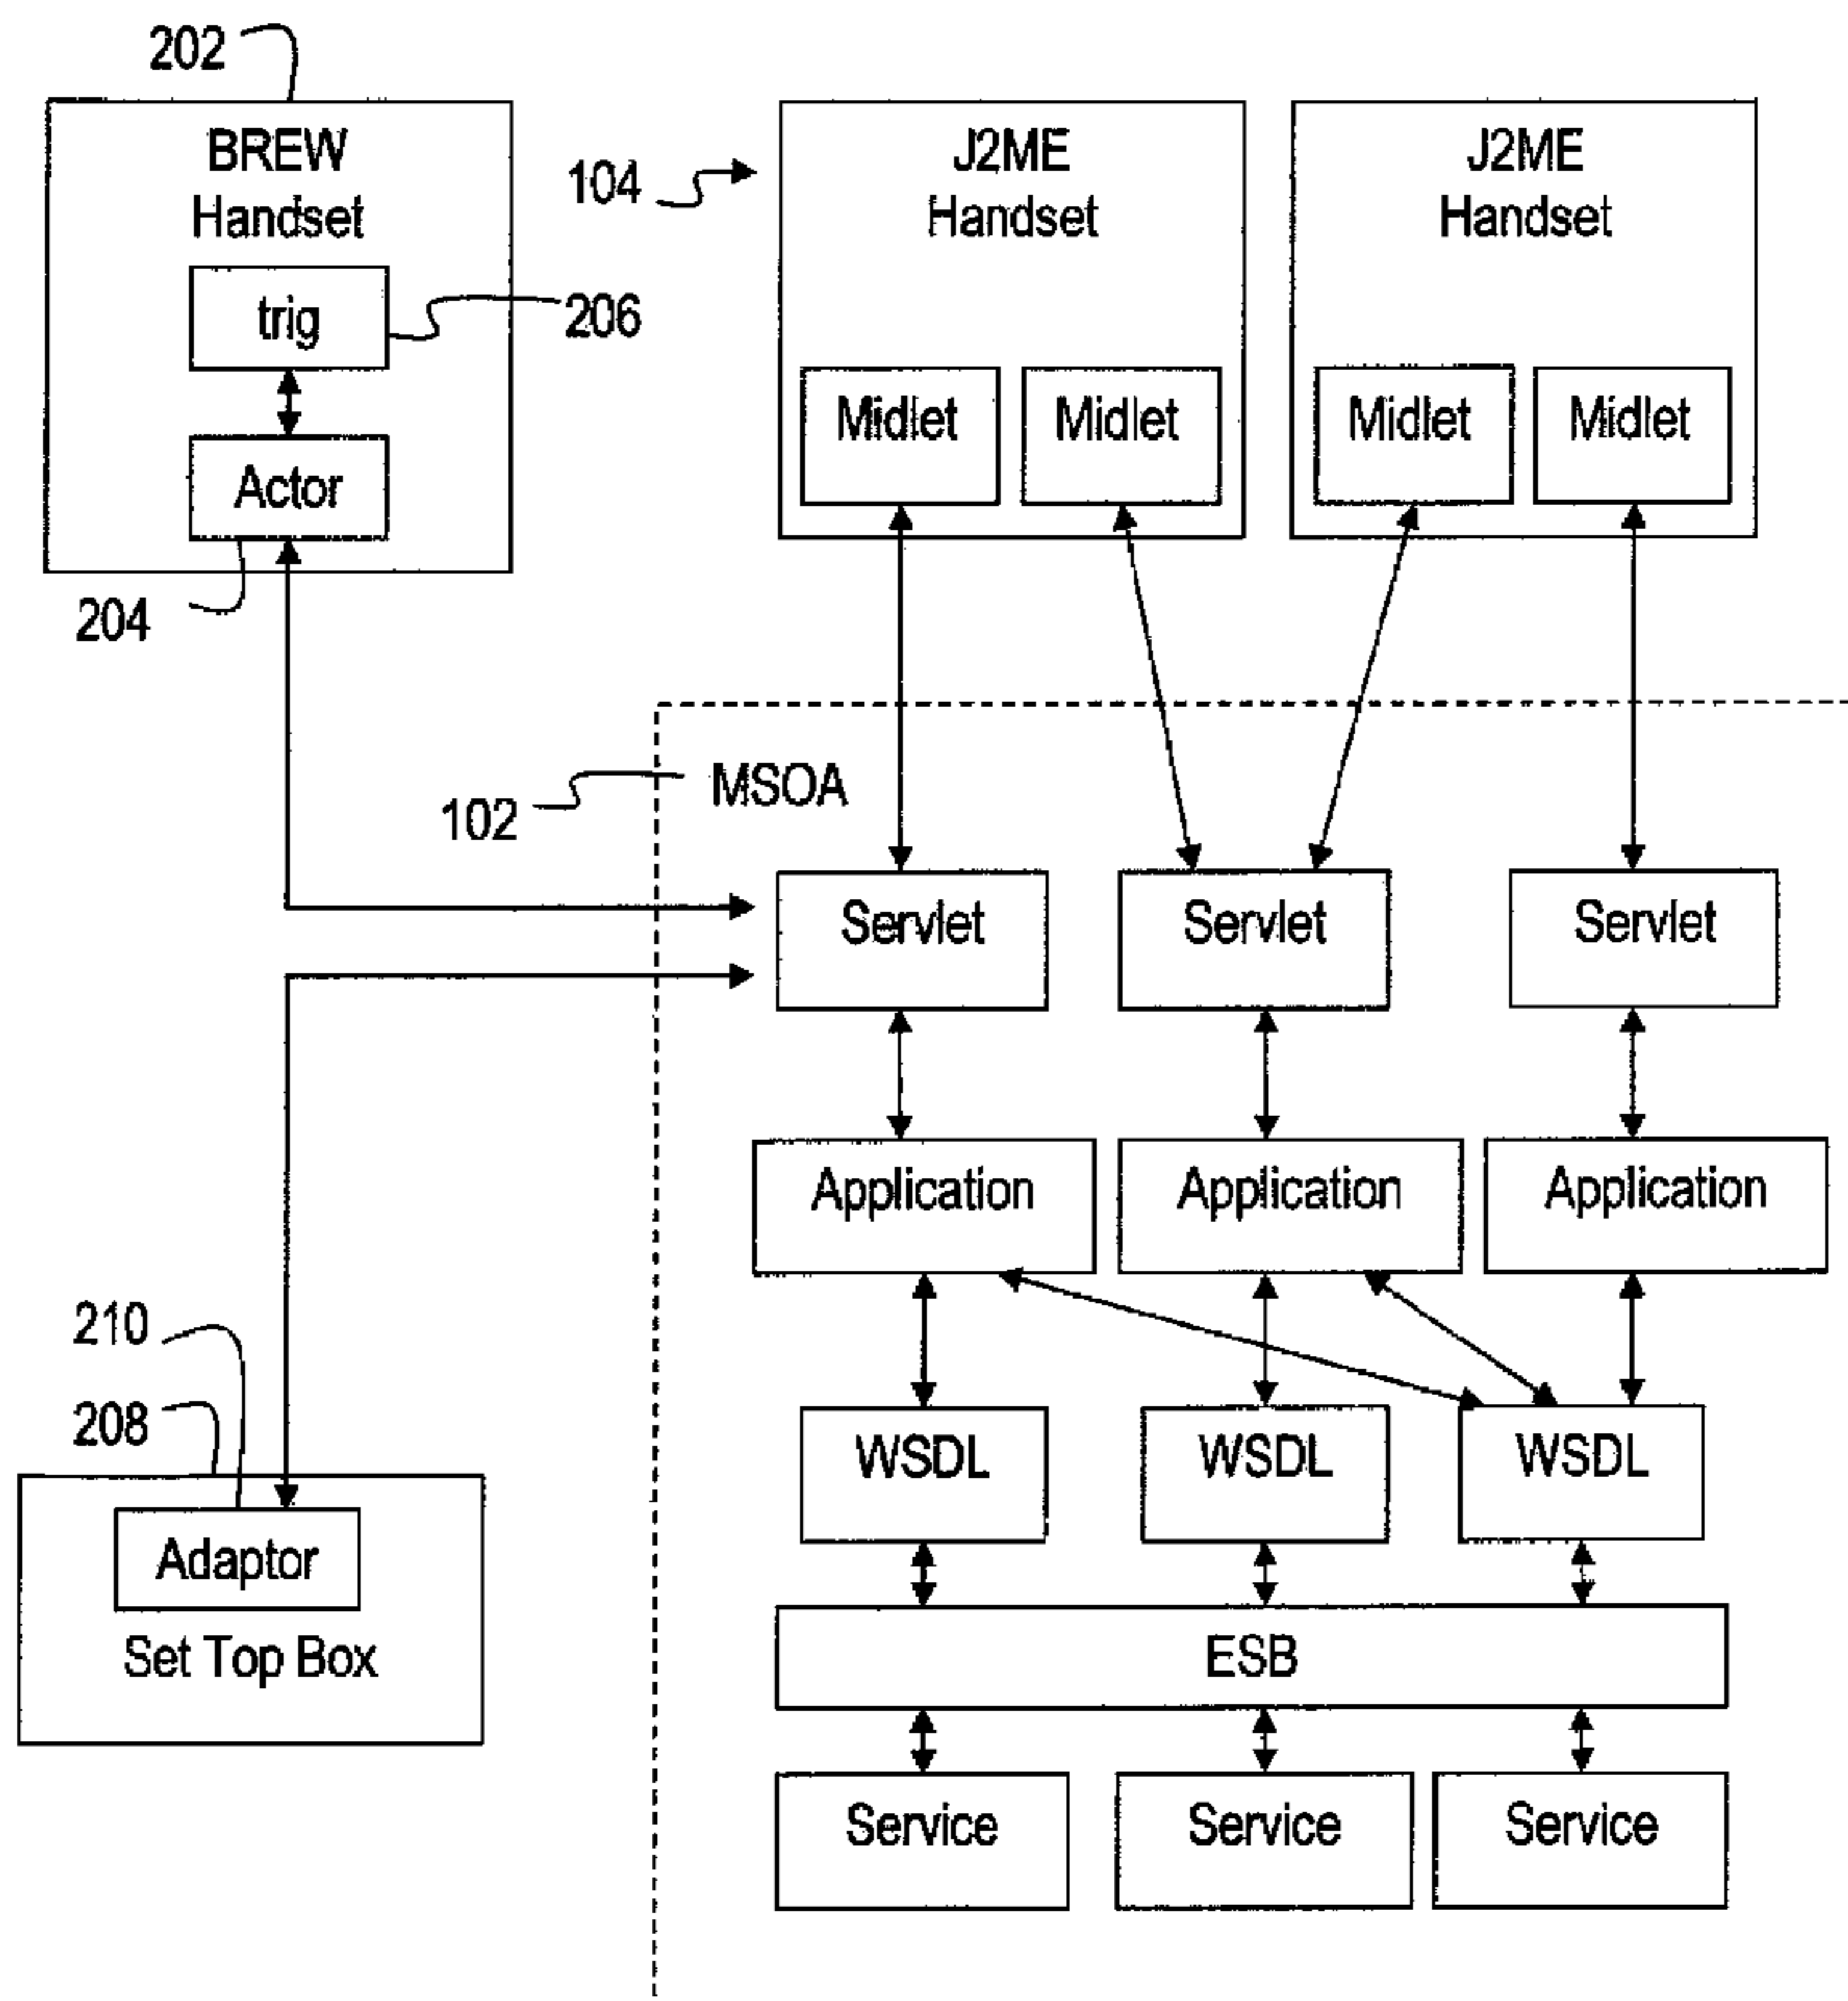 202
BREW
Handset
trig
206
Actor
204
104
J2ME
Handset
Midlet
Midlet
J2ME
Handset
Midlet
Midlet
102
MSOA
Servlet
Servlet
Servlet
Application
Application
Application
210
208
Adaptor
Set Top Box
WSDL
WSDL
WSDL
ESB
Service
Service
Service